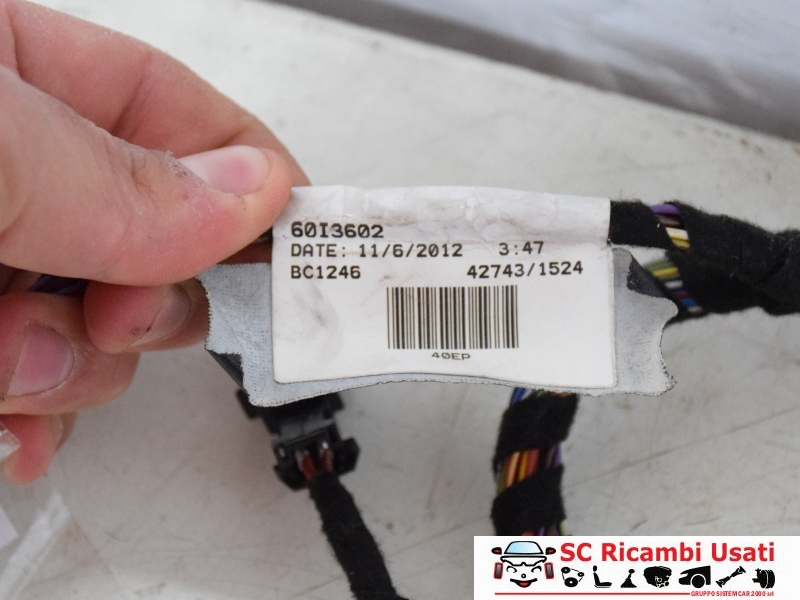 60I3602
DATE: 11/6/2012 3:47
BC1246 42743/1524
40EP
SC Ricambi Usati
GRUPPO SISTEMCAR 2000 srl